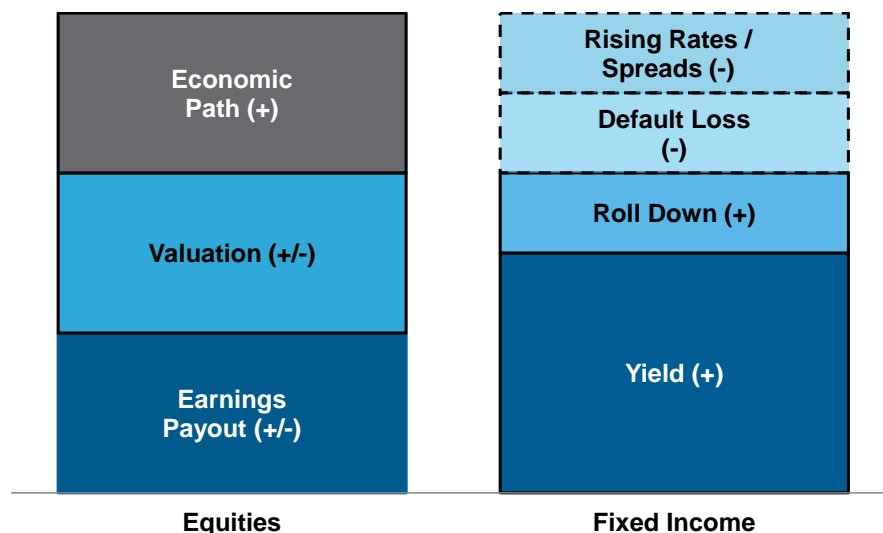 Economic
Path (+)
Valuation (+/-)
Earnings
Payout (+/-)
Equities
Rising Rates /
Spreads (-)
Default Loss
(-)
Roll Down (+)
Yield (+)
Fixed Income